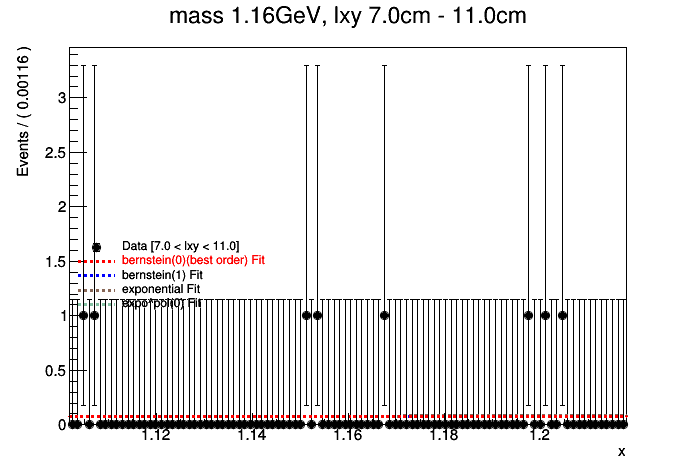 mass 1.16GeV, lxy 7.0cm - 11.0cm
Events / ( 0.00116 )
3
2.5
2
1.5
1
0.5
0
Data [7.0 < lxy < 11.0]
bernstein(0)(best order) Fit
bernstein(1) Fit
exponential Fit
expo*pol(0) Fit
1.12
1.14
1.16
1.18
1.2
x